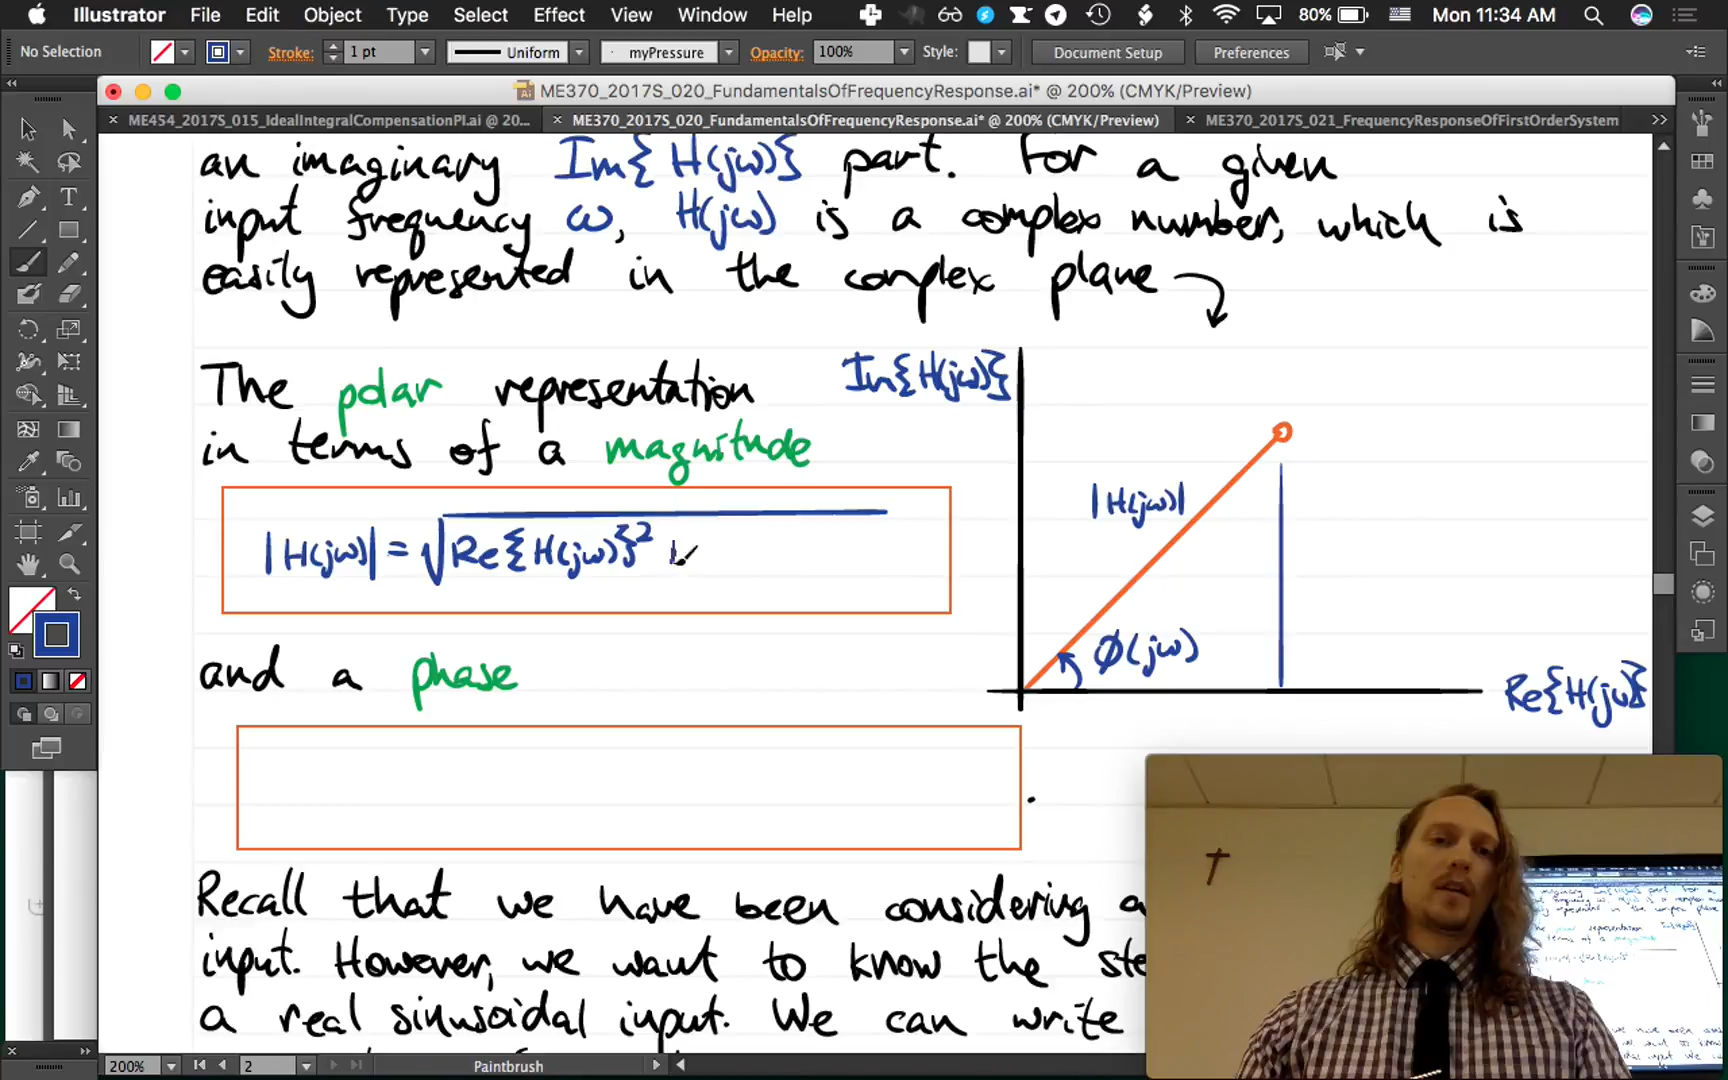 Illustrator File Edit Object Type Select Effect View Window Help 80% Mon 11:34 AM
No Selection Stroke: 1 pt Uniform myPressure Opacity: 100% Style: Document Setup Preferences
ME370_2017S_020_FundamentalsOfFrequencyResponse.ai* @ 200% (CMYK/Preview)
ME454_2017S_015_IdealIntegralCompensationPI.ai @ 20... ME370_2017S_020_FundamentalsOfFrequencyResponse.ai* @ 200% (CMYK/Preview) ME370_2017S_021_FrequencyResponseOfFirstOrderSystem
an imaginary Im{H(jω)} part. For a given
input frequency ω, H(jω) is a complex number, which is
easily represented in the complex plane
The polar representation
in terms of a magnitude
|H(jω)| = √Re{H(jω)}²
and a phase
Im{H(jω)}
|H(jω)|
Ø(jω)
Re{H(jω)}
.
Recall that we have been considering a
input. However, we want to know the ste
a real sinusoidal input. We can write
200% 2 Paintbrush